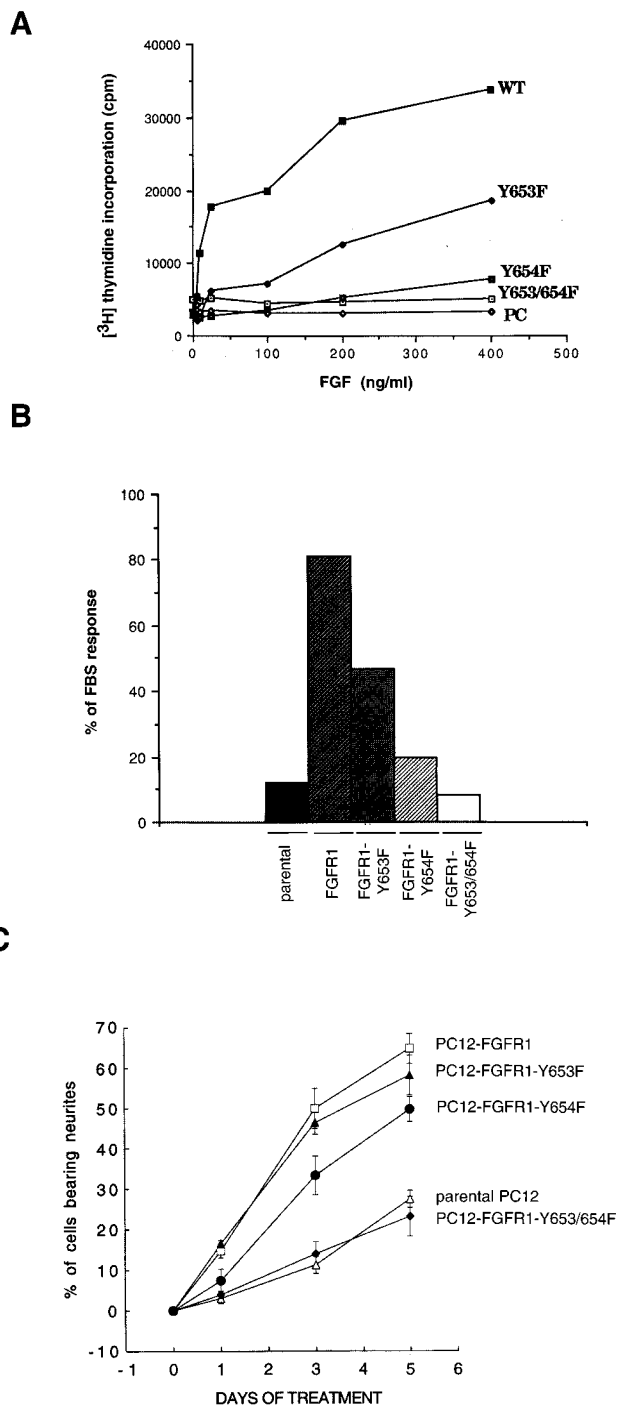 A
[³H] thymidine incorporation (cpm)
40000
30000
20000
10000
0
WT
Y653F
Y654F
Y653/654F
PC
0 100 200 300 400 500
FGF (ng/ml)
B
% of FBS response
100
80
60
40
20
0
parental
FGFR1
FGFR1-
Y653F
FGFR1-
Y654F
FGFR1-
Y653/654F
C
% of cells bearing neurites
70
60
50
40
30
20
10
0
-10
PC12-FGFR1
PC12-FGFR1-Y653F
PC12-FGFR1-Y654F
parental PC12
PC12-FGFR1-Y653/654F
-1 0 1 2 3 4 5 6
DAYS OF TREATMENT